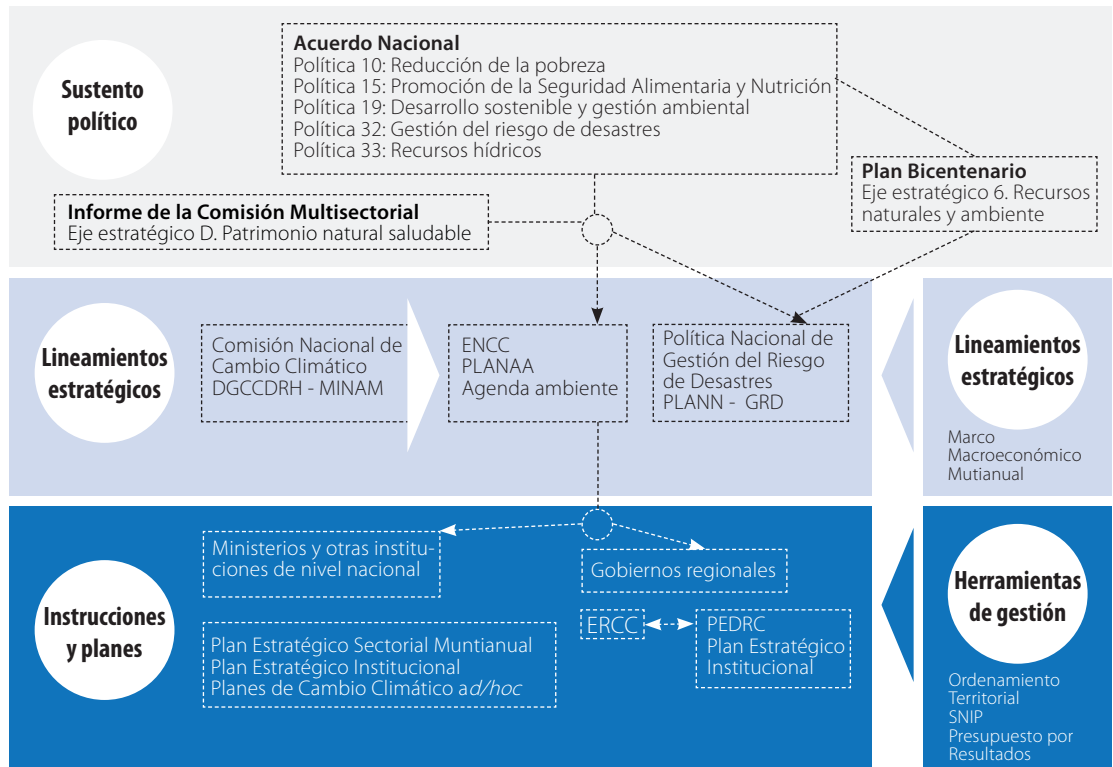 Sustento
político
Acuerdo Nacional
Política 10: Reducción de la pobreza
Política 15: Promoción de la Seguridad Alimentaria y Nutrición
Política 19: Desarrollo sostenible y gestión ambiental
Política 32: Gestión del riesgo de desastres
Política 33: Recursos hídricos
Plan Bicentenario
Eje estratégico 6. Recursos
naturales y ambiente
Informe de la Comisión Multisectorial
Eje estratégico D. Patrimonio natural saludable
Lineamientos
estratégicos
Comisión Nacional de
Cambio Climático
DGCCDRH - MINAM
ENCC
PLANAA
Agenda ambiente
Política Nacional de
Gestión del Riesgo
de Desastres
PLANN - GRD
Lineamientos
estratégicos
Marco
Macroeconómico
Mutianual
Instrucciones
y planes
Ministerios y otras institu-
ciones de nivel nacional
Gobiernos regionales
ERCC
PEDRC
Plan Estratégico
Institucional
Plan Estratégico Sectorial Muntianual
Plan Estratégico Institucional
Planes de Cambio Climático ad/hoc
Herramientas
de gestión
Ordenamiento
Territorial
SNIP
Presupuesto por
Resultados